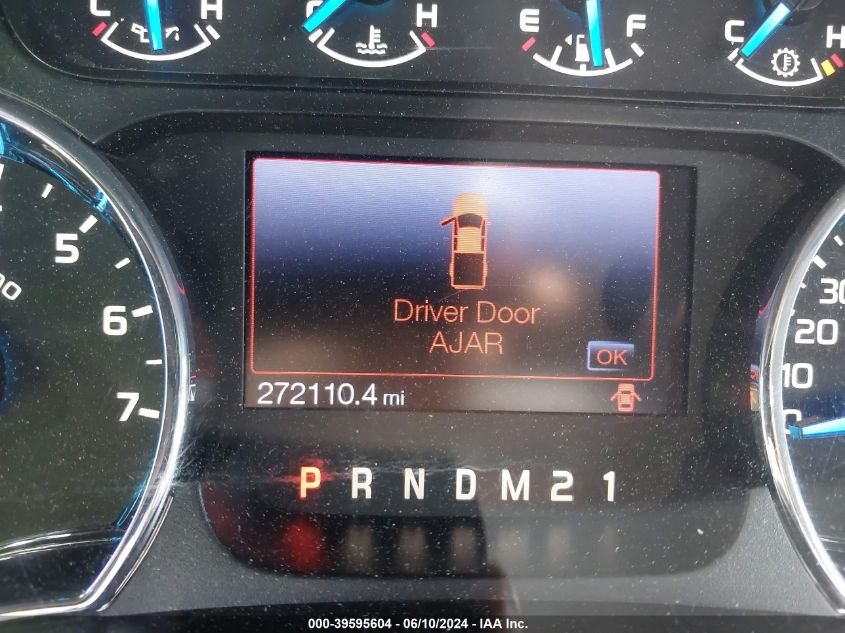 L H C H E F C H
5
6
7
30
20
10
0
Driver Door
AJAR
OK
272110.4 mi
P R N D M 2 1
000-39595604 / 06/10/2024 - IAA Inc.